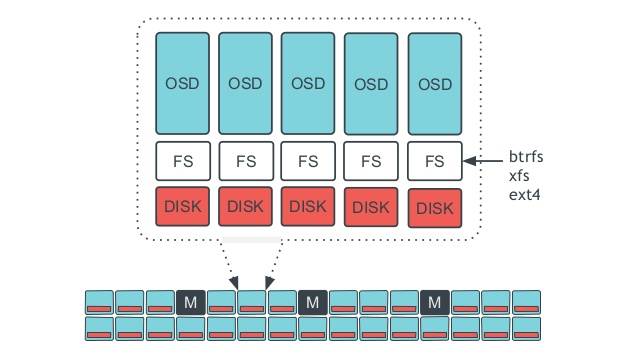 OSD OSD OSD OSD OSD
FS FS FS FS FS
btrfs
xfs
ext4
DISK DISK DISK DISK DISK
M M M